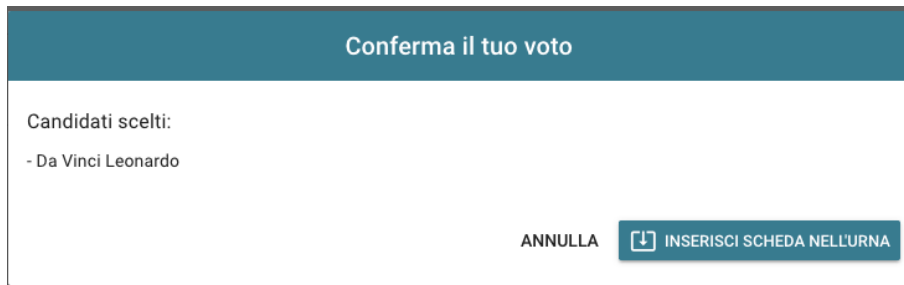 Conferma il tuo voto
Candidati scelti:
- Da Vinci Leonardo
ANNULLA INSERISCI SCHEDA NELL'URNA